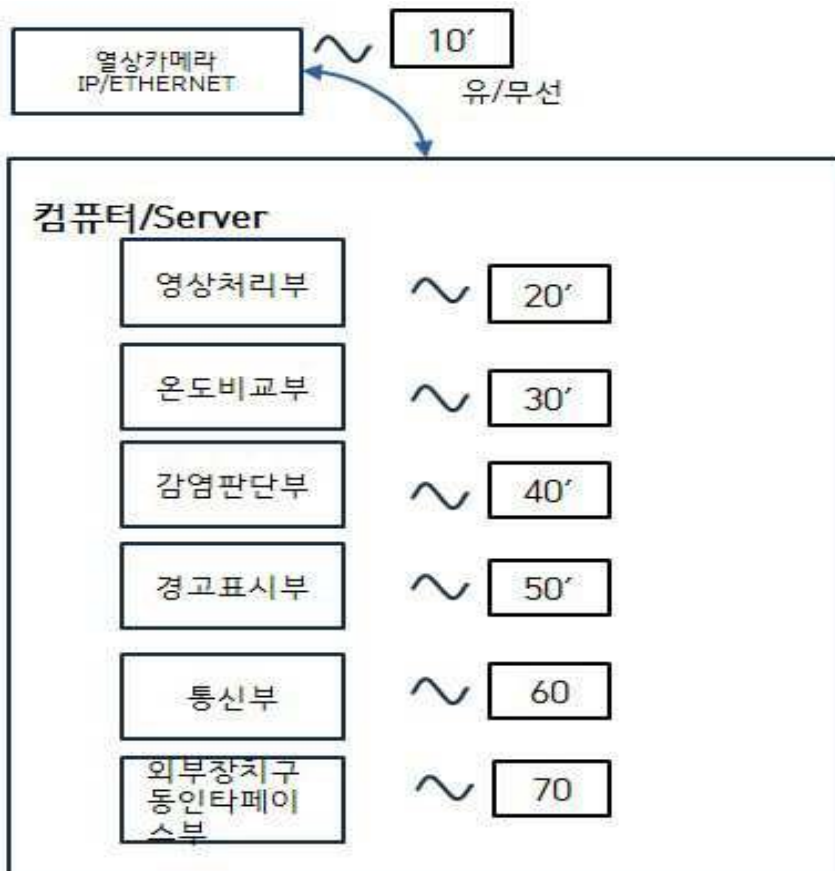 열상카메라
IP/ETHERNET
10′
유/무선
컴퓨터/Server
영상처리부
20′
온도비교부
30′
감염판단부
40′
경고표시부
50′
통신부
60
외부장치구
동인타페이
스부
70